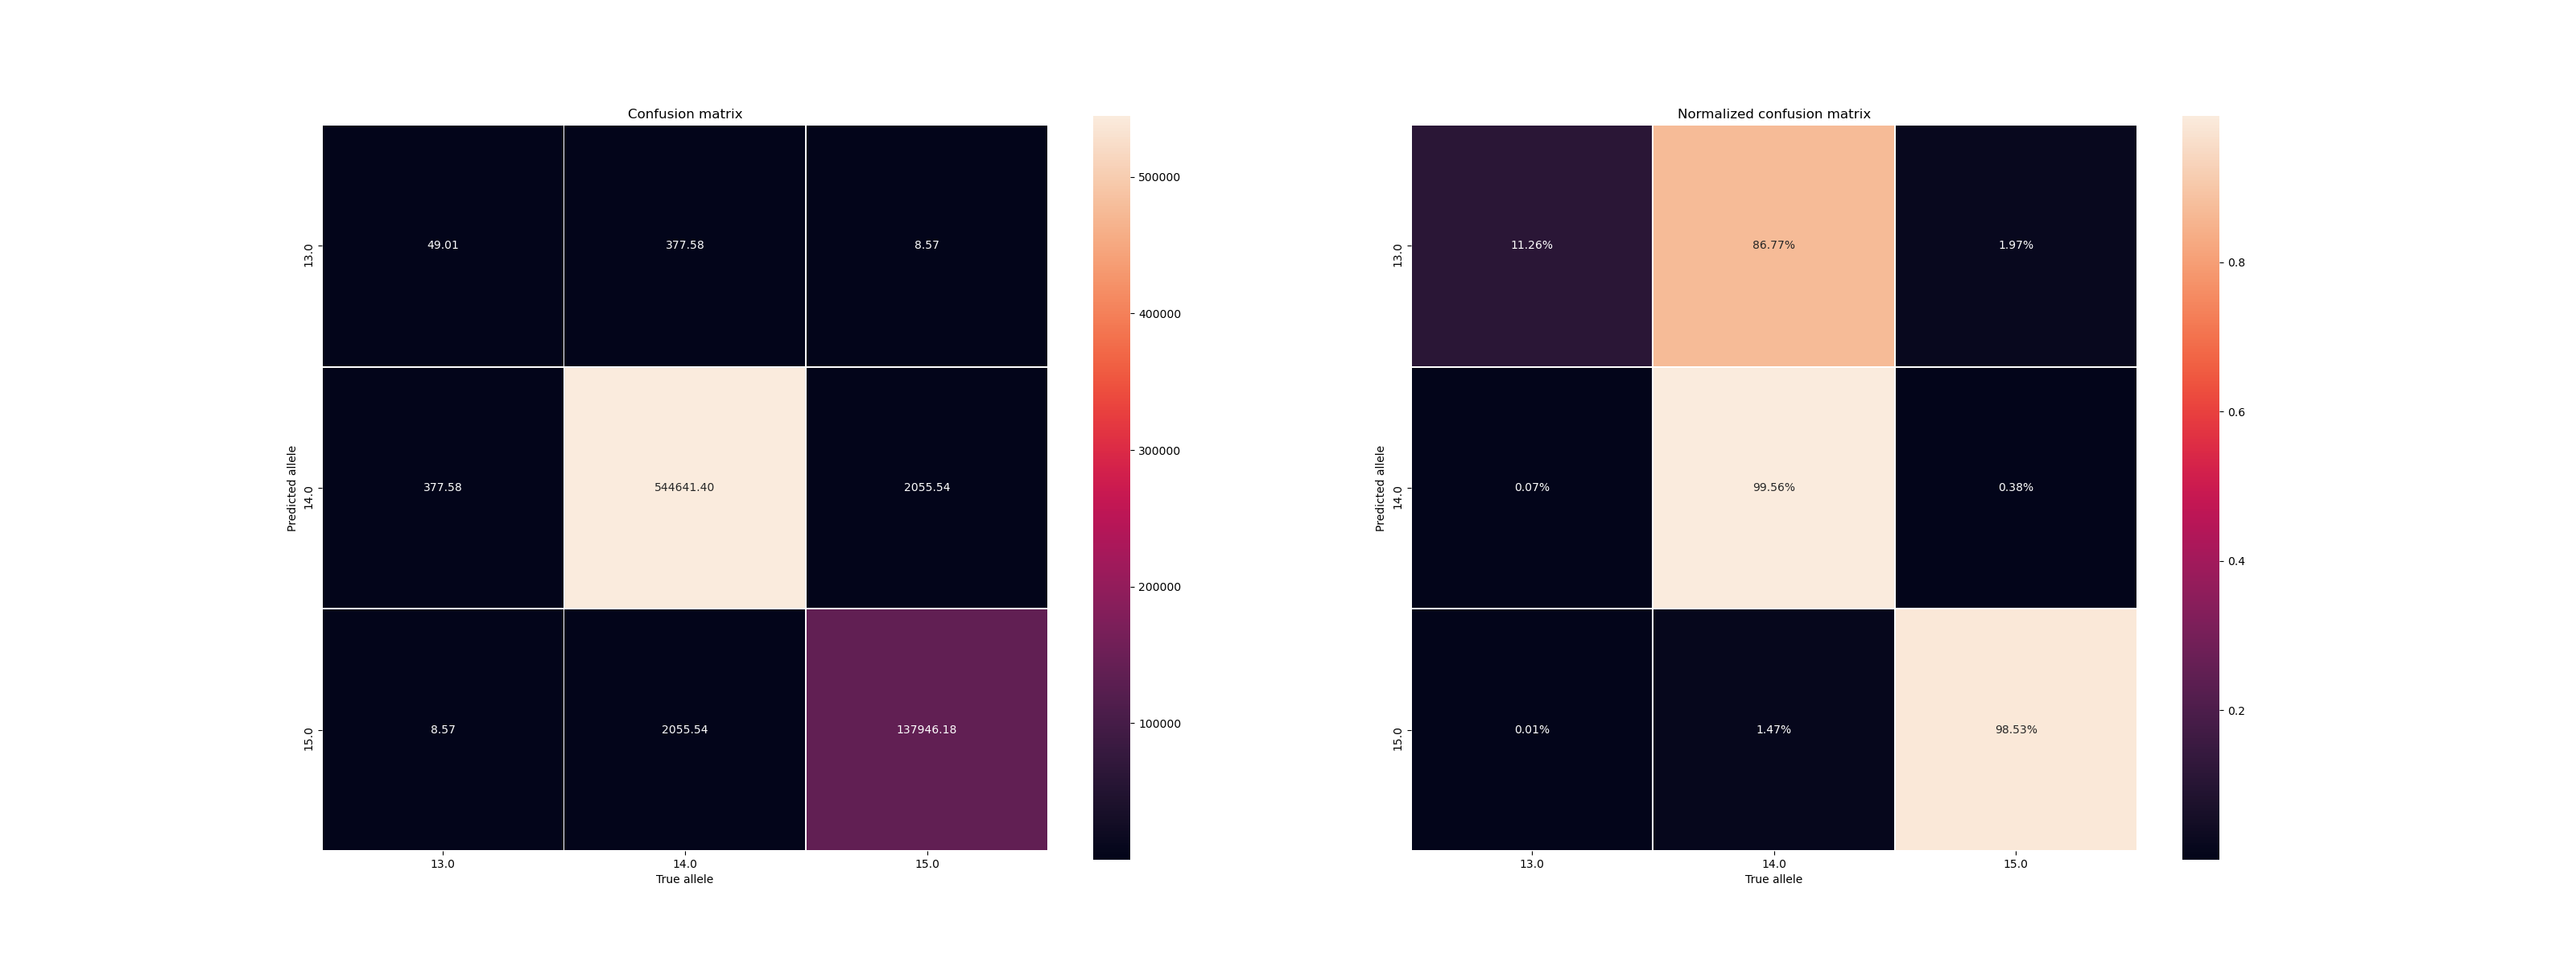 Confusion matrix
13.0
49.01 377.58 8.57
14.0
377.58 544641.40 2055.54
15.0
8.57 2055.54 137946.18
Predicted allele
13.0 14.0 15.0
True allele
500000
400000
300000
200000
100000
Normalized confusion matrix
13.0
11.26% 86.77% 1.97%
14.0
0.07% 99.56% 0.38%
15.0
0.01% 1.47% 98.53%
Predicted allele
13.0 14.0 15.0
True allele
0.8
0.6
0.4
0.2